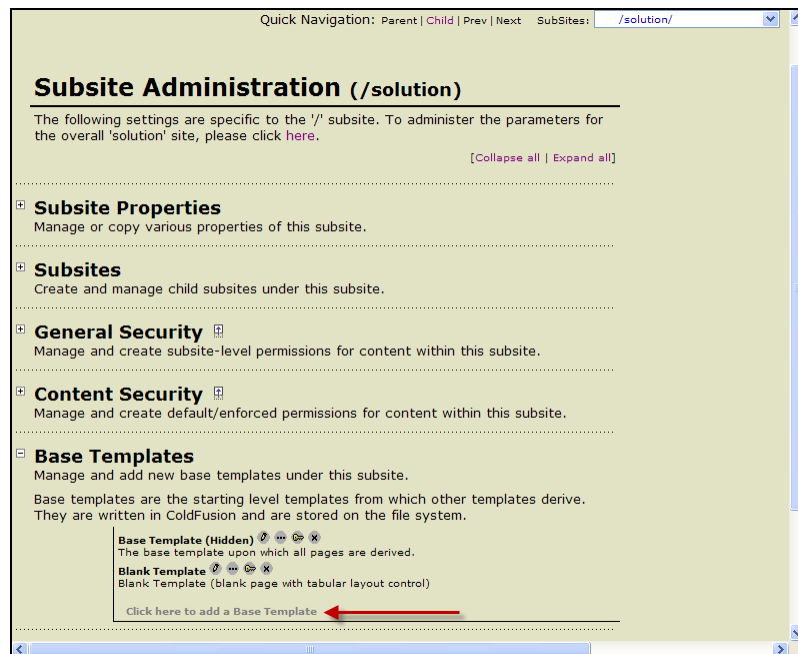 Quick Navigation: Parent | Child | Prev | Next SubSites: /solution/
Subsite Administration (/solution)
The following settings are specific to the '/' subsite. To administer the parameters for
the overall 'solution' site, please click here.
[Collapse all | Expand all]
Subsite Properties
Manage or copy various properties of this subsite.
Subsites
Create and manage child subsites under this subsite.
General Security
Manage and create subsite-level permissions for content within this subsite.
Content Security
Manage and create default/enforced permissions for content within this subsite.
Base Templates
Manage and add new base templates under this subsite.
Base templates are the starting level templates from which other templates derive.
They are written in ColdFusion and are stored on the file system.
Base Template (Hidden)
The base template upon which all pages are derived.
Blank Template
Blank Template (blank page with tabular layout control)
Click here to add a Base Template